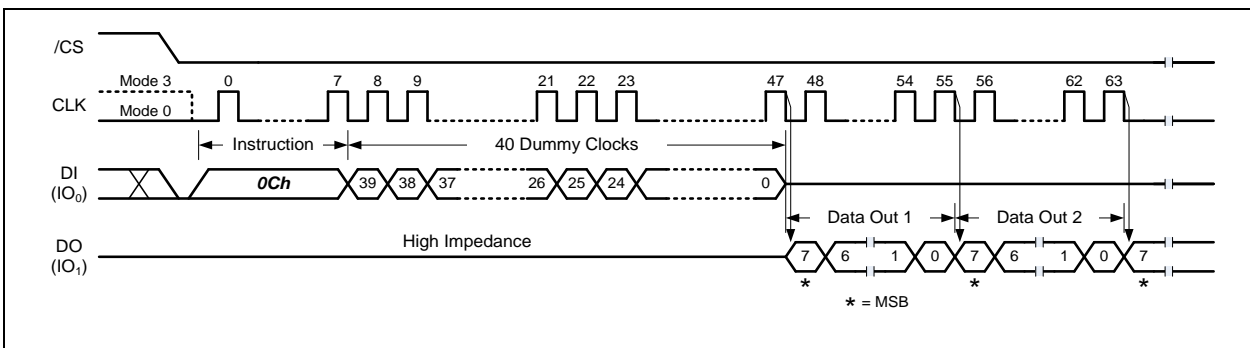 /CS
Mode 3 0 7 8 9 21 22 23 47 48 54 55 56 62 63
CLK
Mode 0
Instruction 40 Dummy Clocks
DI
(IO0)
0Ch 39 38 37 26 25 24 0
Data Out 1 Data Out 2
DO
(IO1)
High Impedance
7 6 1 0 7 6 1 0 7
* * *
* = MSB